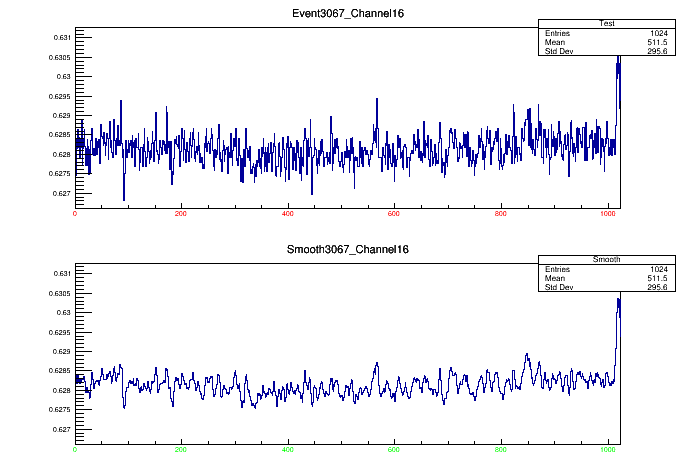 Event3067_Channel16
Test
Entries 1024
Mean 511.5
Std Dev 295.6
0.631
0.6305
0.63
0.6295
0.629
0.6285
0.628
0.6275
0.627
0 200 400 600 800 1000
Smooth3067_Channel16
Smooth
Entries 1024
Mean 511.5
Std Dev 295.6
0.631
0.6305
0.63
0.6295
0.629
0.6285
0.628
0.6275
0.627
0 200 400 600 800 1000